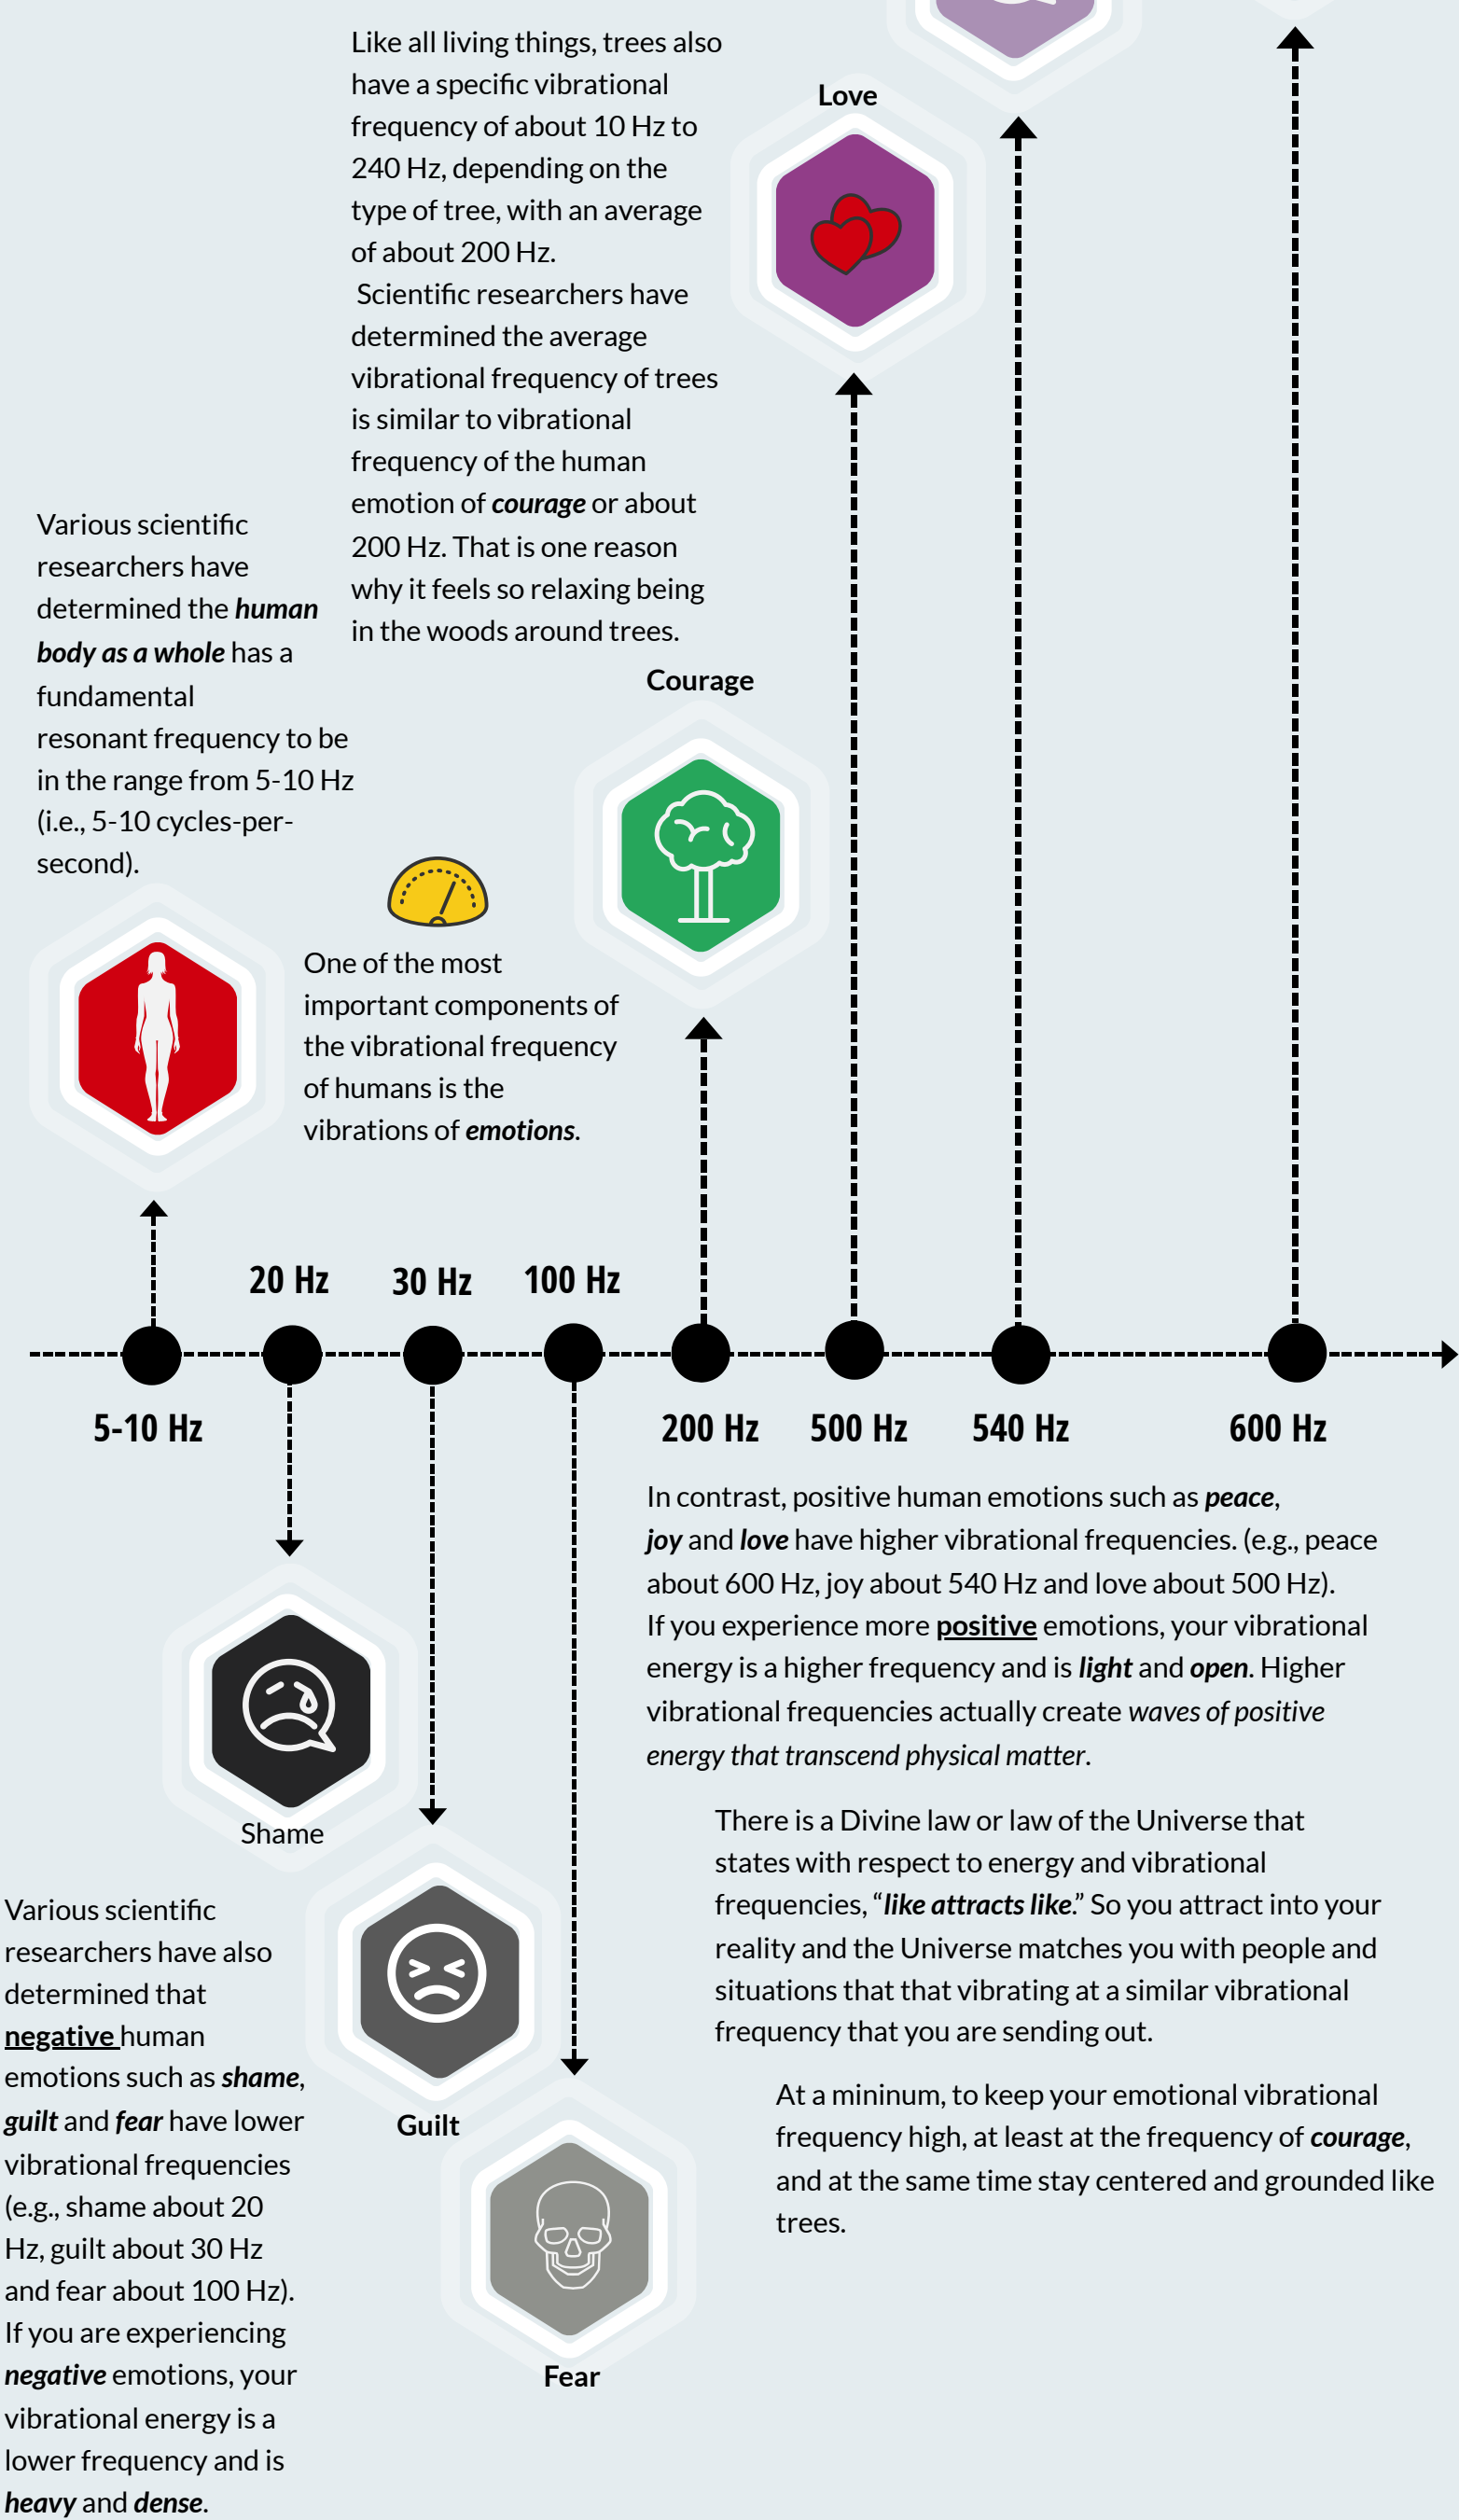 Like all living things, trees also
have a specific vibrational
frequency of about 10 Hz to
240 Hz, depending on the
type of tree, with an average
of about 200 Hz.
Scientific researchers have
determined the average
vibrational frequency of trees
is similar to vibrational
frequency of the human
emotion of courage or about
200 Hz. That is one reason
why it feels so relaxing being
in the woods around trees.
Love
Various scientific
researchers have
determined the human
body as a whole has a
fundamental
resonant frequency to be
in the range from 5-10 Hz
(i.e., 5-10 cycles-per-
second).
Courage
One of the most
important components of
the vibrational frequency
of humans is the
vibrations of emotions.
20 Hz
30 Hz
100 Hz
5-10 Hz
200 Hz
500 Hz
540 Hz
600 Hz
In contrast, positive human emotions such as peace,
joy and love have higher vibrational frequencies. (e.g., peace
about 600 Hz, joy about 540 Hz and love about 500 Hz).
If you experience more positive emotions, your vibrational
energy is a higher frequency and is light and open. Higher
vibrational frequencies actually create waves of positive
energy that transcend physical matter.
There is a Divine law or law of the Universe that
states with respect to energy and vibrational
frequencies, “like attracts like.” So you attract into your
reality and the Universe matches you with people and
situations that that vibrating at a similar vibrational
frequency that you are sending out.
At a mininum, to keep your emotional vibrational
frequency high, at least at the frequency of courage,
and at the same time stay centered and grounded like
trees.
Shame
Various scientific
researchers have also
determined that
negative human
emotions such as shame,
guilt and fear have lower
vibrational frequencies
(e.g., shame about 20
Hz, guilt about 30 Hz
and fear about 100 Hz).
If you are experiencing
negative emotions, your
vibrational energy is a
lower frequency and is
heavy and dense.
Guilt
Fear